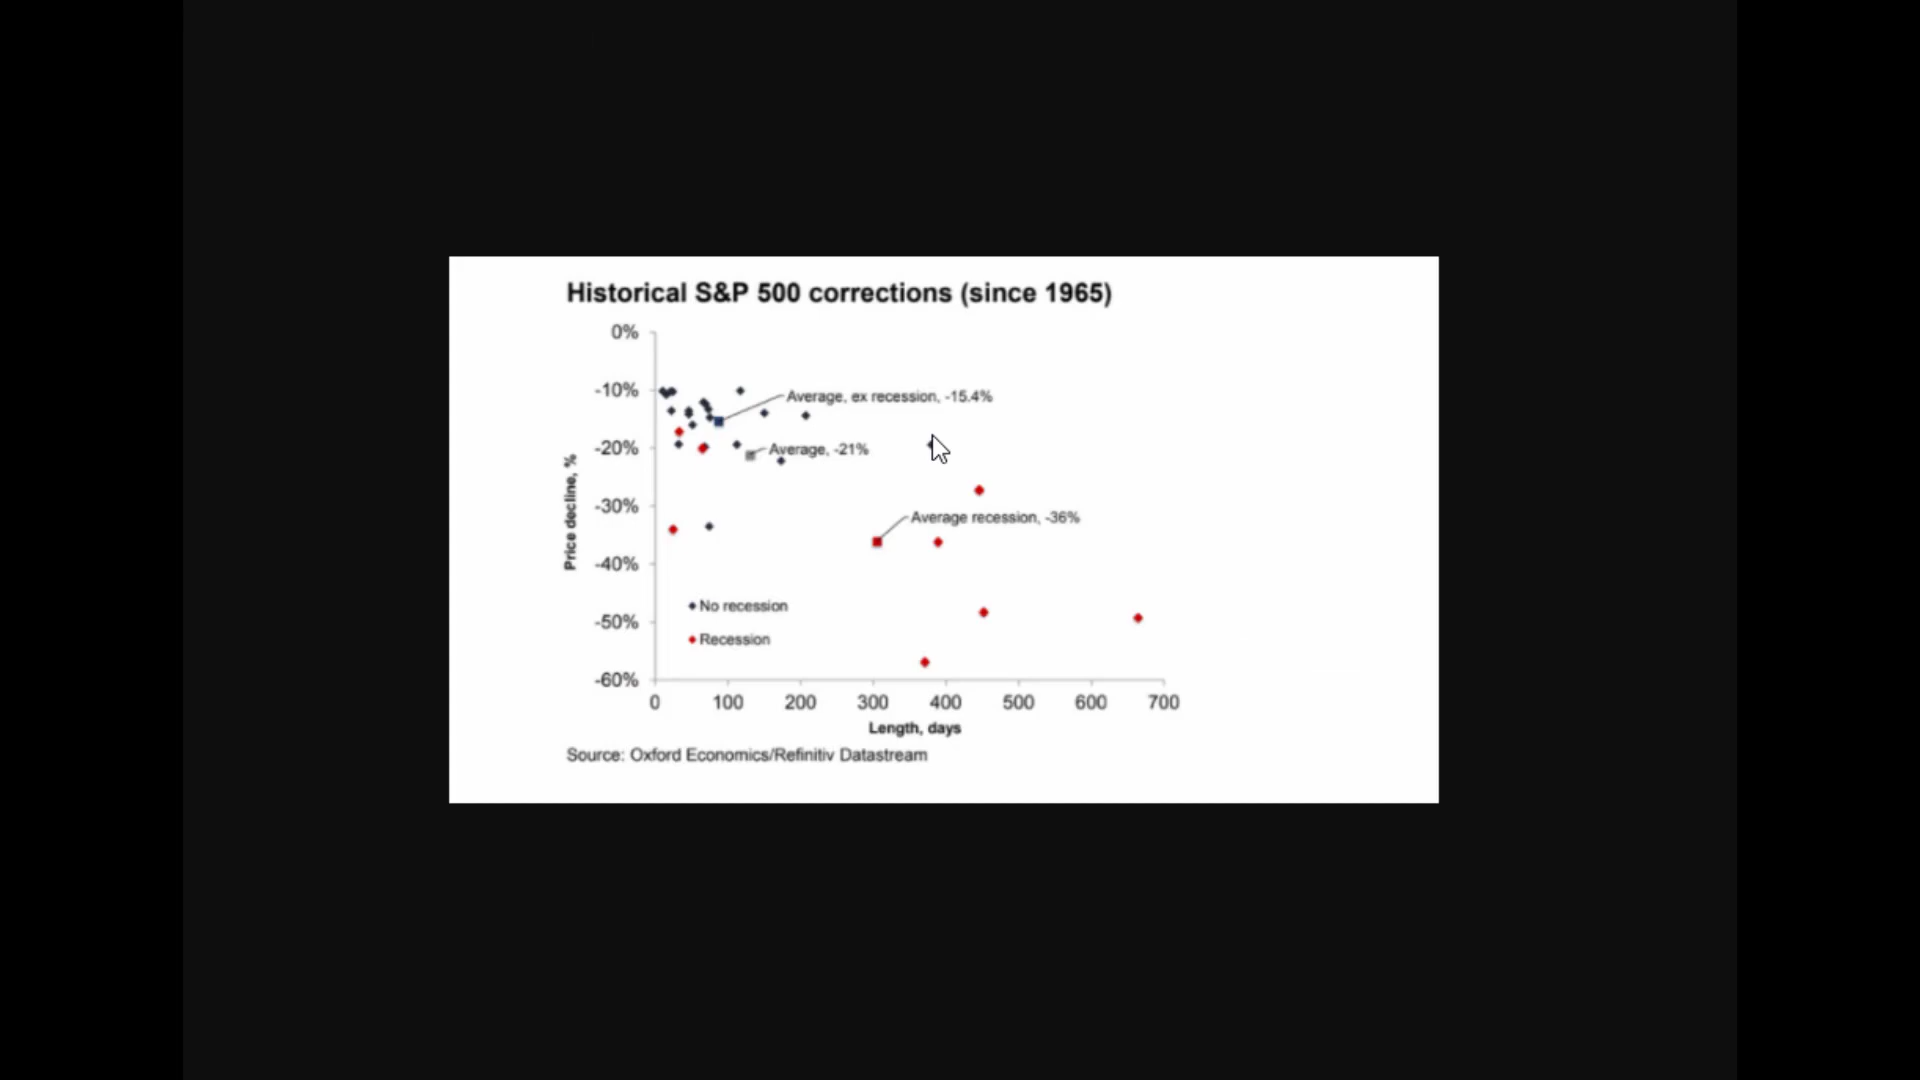 Historical S&P 500 corrections (since 1965)
0%
-10%
Average, ex recession, -15.4%
-20%
Average, -21%
-30%
Average recession, -36%
Price decline, %
-40%
No recession
-50%
Recession
-60%
0 100 200 300 400 500 600 700
Length, days
Source: Oxford Economics/Refinitiv Datastream